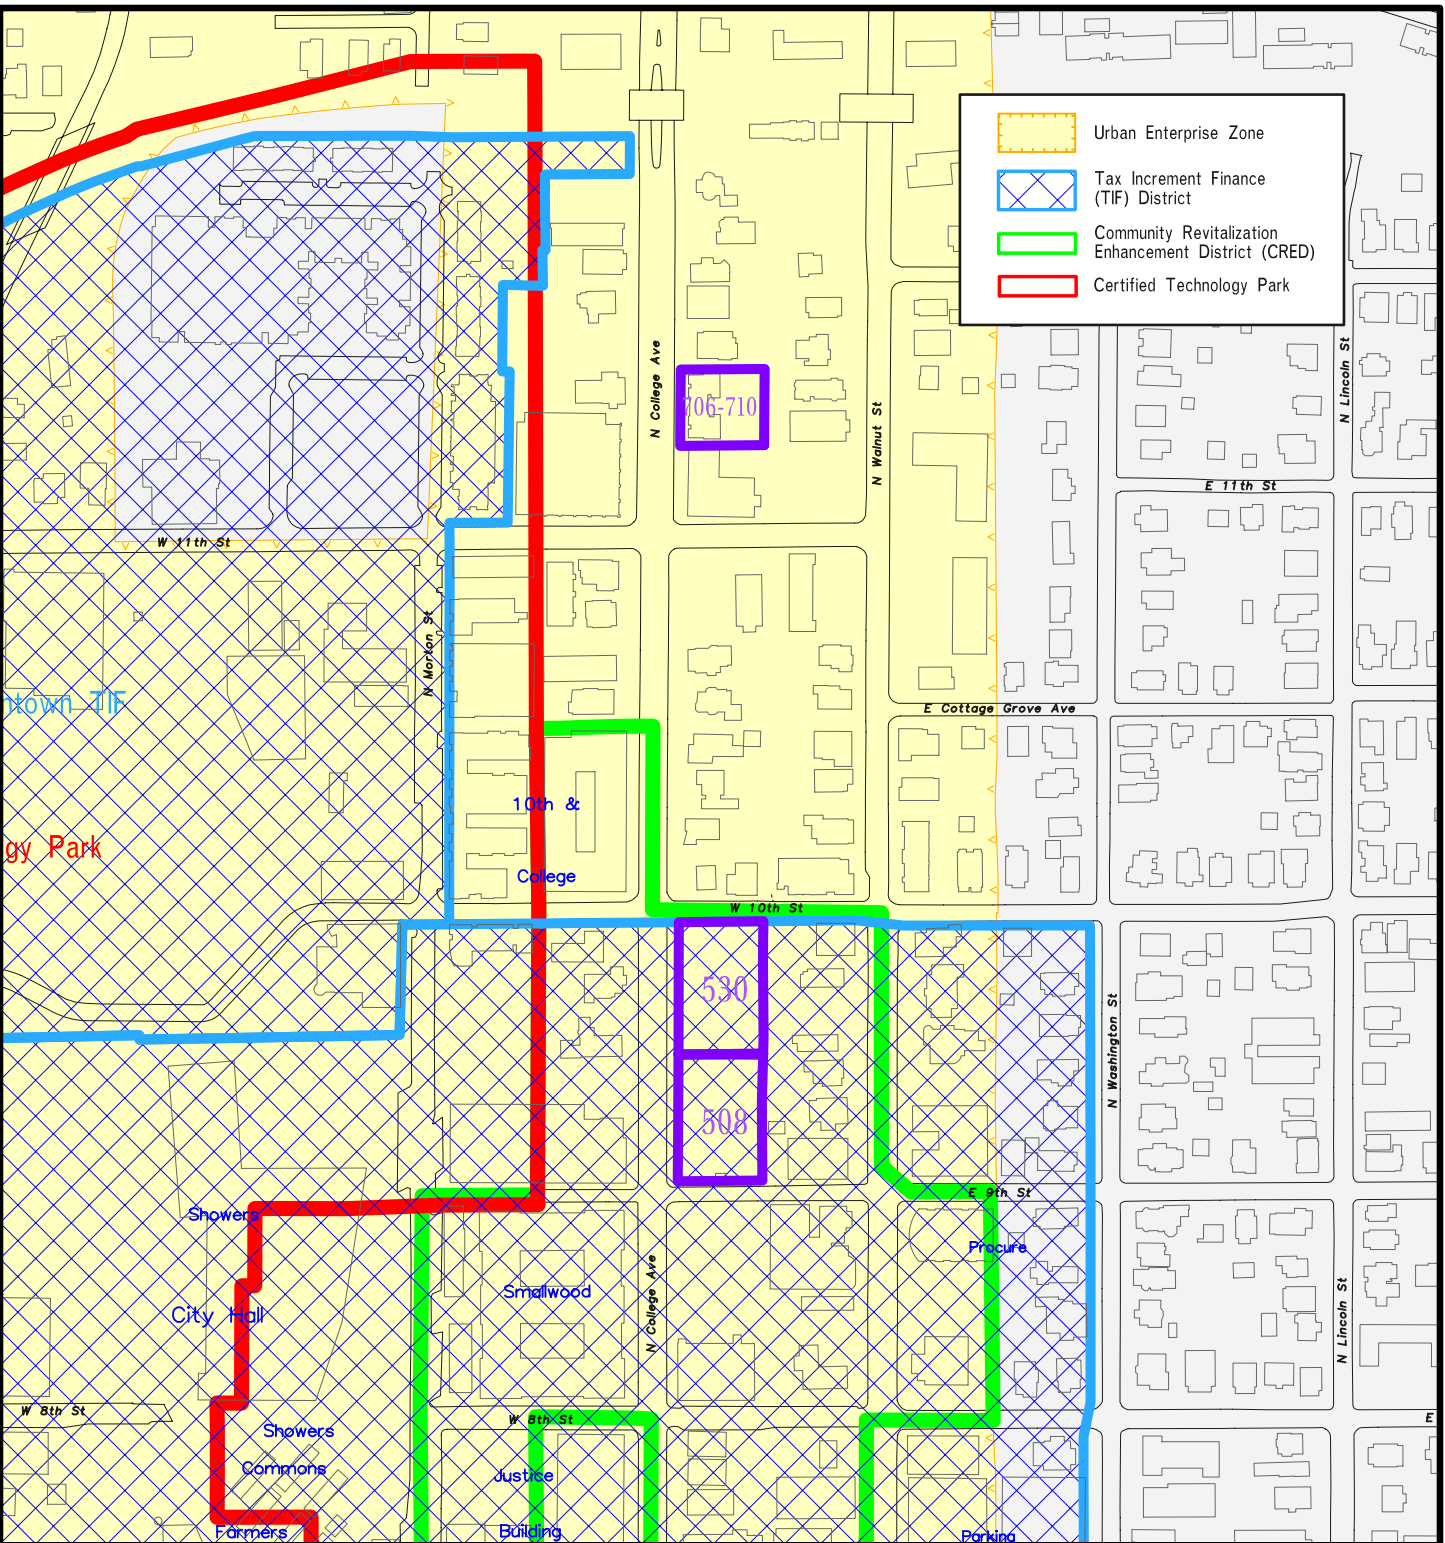 Urban Enterprise Zone
Tax Increment Finance
(TIF) District
Community Revitalization
Enhancement District (CRED)
Certified Technology Park
N College Ave
N Walnut St
N Lincoln St
706-710
E 11th St
W 11th St
N Morton St
ntown TIF
E Cottage Grove Ave
10th &
gy Park
College
W 10th St
530
N Washington St
508
E 9th St
Showers
Procure
Smallwood
City Hall
N College Ave
N Lincoln St
W 8th St
W 8th St
E
Showers
Commons
Justice
Farmers
Building
Parking